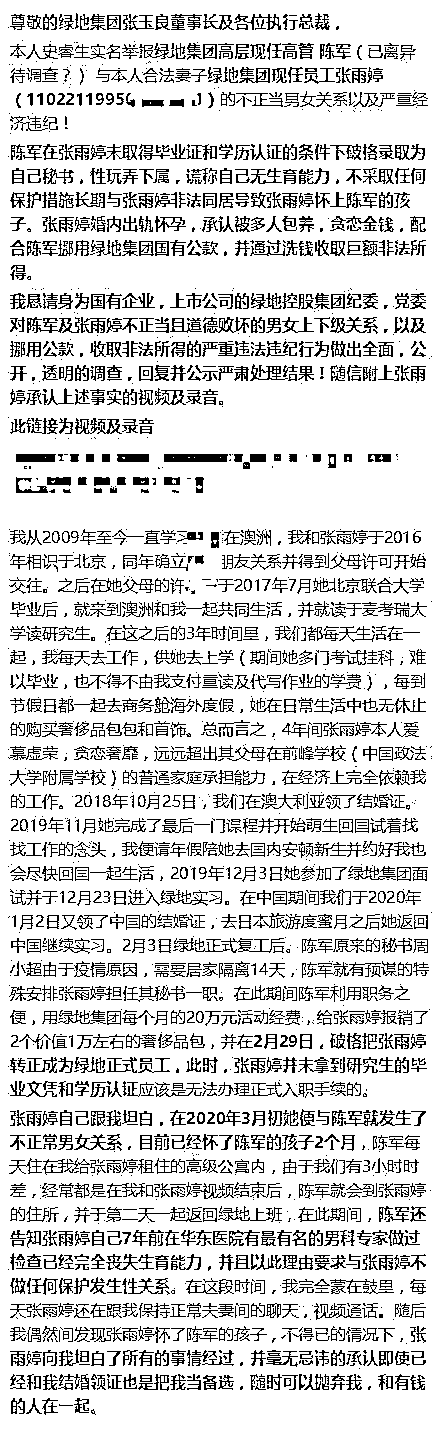 尊敬的绿地集团张玉良董事长及各位执行总裁，
本人史睿生实名举报绿地集团高层现任高管 陈军（已离异
待调查？） 与本人合法妻子绿地集团现任员工张雨婷
（1102211995）的不正当男女关系以及严重经
济违纪！
陈军在张雨婷未取得毕业证和学历认证的条件下破格录取为
自己秘书，性玩弄下属，谎称自己无生育能力，不采取任何
保护措施长期与张雨婷非法同居导致张雨婷怀上陈军的孩
子。张雨婷婚内出轨怀孕，承认被多人包养，贪恋金钱，配
合陈军挪用绿地集团国有公款，并通过洗钱收取巨额非法所
得。
我恳请身为国有企业，上市公司的绿地控股集团纪委，党委
对陈军及张雨婷不正当且道德败坏的男女上下级关系，以及
挪用公款，收取非法所得的严重违法违纪行为做出全面，公
开，透明的调查，回复并公示严肃处理结果！随信附上张雨
婷承认上述事实的视频及录音。
此链接为视频及录音
我从2009年至今一直学习在澳洲，我和张雨婷于2016
年相识于北京，同年确立朋友关系并得到父母许可开始
交往。之后在她父母的许于2017年7月她北京联合大学
毕业后，就来到澳洲和我一起共同生活，并就读于麦考瑞大
学读研究生。在这之后的3年时间里，我们都每天生活在一
起，我每天去工作，供她去上学（期间她多门考试挂科；难
以毕业，也不得不由我支付重读及代写作业的学费），每到
节假日都一起去商务舱海外度假，她在日常生活中也无休止
的购买奢侈品包包和首饰。总而言之，4年间张雨婷本人爱
慕虚荣；贪恋奢靡，远远超出其父母在前峰学校（中国政法
大学附属学校）的普通家庭承担能力，在经济上完全依赖我
的工作。2018年10月25日，我们在澳大利亚领了结婚证。
2019年11月她完成了最后一门课程并开始萌生回国试着找
找工作的念头，我便请年假陪她去国内安顿新生并约好我也
会尽快回国一起生活，2019年12月3日她参加了绿地集团面
试并于12月23日进入绿地实习。在中国期间我们于2020年
1月2日又领了中国的结婚证，去日本旅游度蜜月之后她返回
中国继续实习。2月3日绿地正式复工后。陈军原来的秘书周
小超由于疫情原因，需要居家隔离14天，陈军就有预谋的特
殊安排张雨婷担任其秘书一职。在此期间陈军利用职务之
便，用绿地集团每个月的20万元活动经费，给张雨婷报销了
2个价值1万左右的奢侈品包，并在2月29日，破格把张雨婷
转正成为绿地正式员工，此时，张雨婷并未拿到研究生的毕
业文凭和学历认证应该是无法办理正式入职手续的。
张雨婷自己跟我坦白，在2020年3月初她便与陈军就发生了
不正常男女关系，目前已经怀了陈军的孩子2个月，陈军每
天住在我给张雨婷租住的高级公寓内，由于我们有3小时时
差，经常都是在我和张雨婷视频结束后，陈军就会到张雨婷
的住所，并于第二天一起返回绿地上班，在此期间，陈军还
告知张雨婷自己7年前在华东医院有最有名的男科专家做过
检查已经完全丧失生育能力，并且以此理由要求与张雨婷不
做任何保护发生性关系。在这段时间，我完全蒙在鼓里，每
天张雨婷还在跟我保持正常夫妻间的聊天，视频通话。随后
我偶然间发现张雨婷怀了陈军的孩子，不得已的情况下，张
雨婷向我坦白了所有的事情经过，并毫无忌讳的承认即使已
经和我结婚领证也是把我当备选，随时可以抛弃我，和有钱
的人在一起。